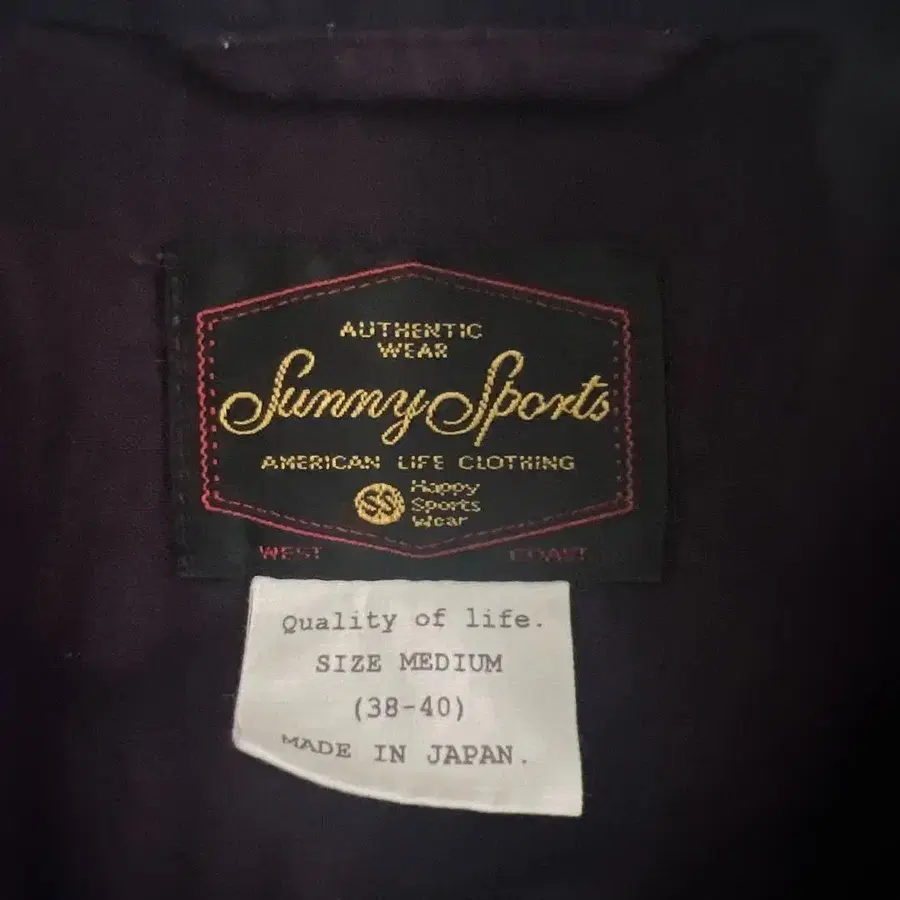 AUTHENTIC
WEAR
Sunny Sports
AMERICAN LIFE CLOTHING
SS
Happy
Sports
Wear
WEST COAST
Quality of life.
SIZE MEDIUM
(38-40)
MADE IN JAPAN.